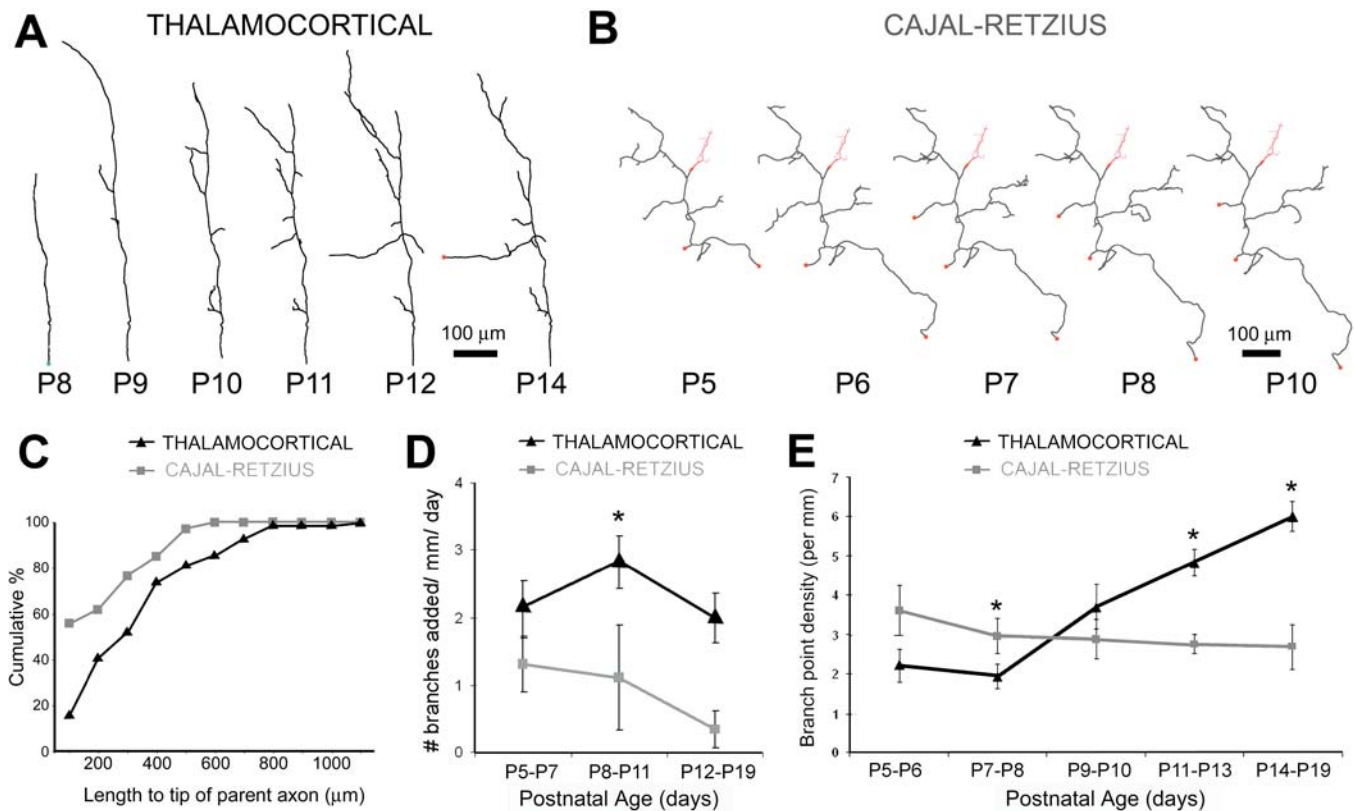 A THALAMOCORTICAL
B CAJAL-RETZIUS
100 μm
P8 P9 P10 P11 P12 P14
100 μm
P5 P6 P7 P8 P10
C
THALAMOCORTICAL
CAJAL-RETZIUS
Cumulative %
100
80
60
40
20
0
200 400 600 800 1000
Length to tip of parent axon (μm)
D
THALAMOCORTICAL
CAJAL-RETZIUS
# branches added/ mm/ day
4
3
2
1
0
*
P5-P7 P8-P11 P12-P19
Postnatal Age (days)
E
THALAMOCORTICAL
CAJAL-RETZIUS
Branch point density (per mm)
7
6
5
4
3
2
1
0
* * *
P5-P6 P7-P8 P9-P10 P11-P13 P14-P19
Postnatal Age (days)